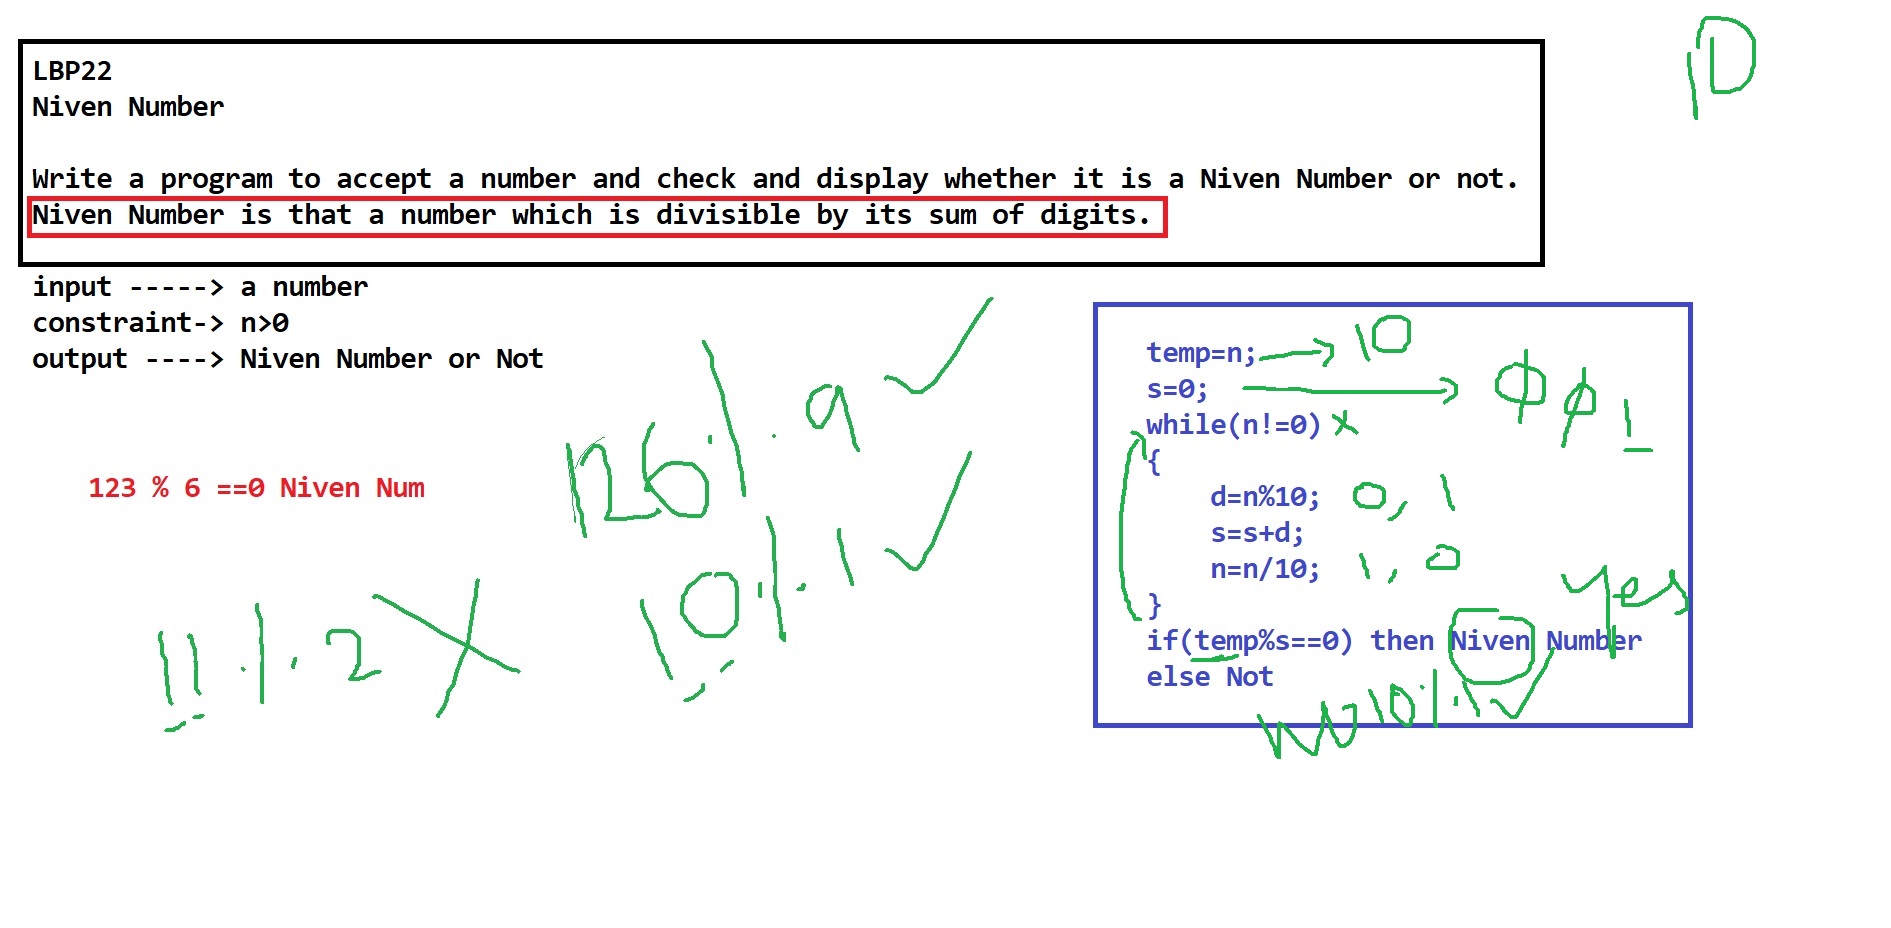 LBP22
Niven Number
Write a program to accept a number and check and display whether it is a Niven Number or not.
Niven Number is that a number which is divisible by its sum of digits.
input -----> a number
constraint-> n>0
output ----> Niven Number or Not
123 % 6 ==0 Niven Num
126 % 9 ✓
10 % 1 ✓
11 % 2 X
10
temp=n; → 10
s=0; → 0 0 1
while(n!=0) x
{
d=n%10; 0, 1
s=s+d;
n=n/10; 1, 0
}
Yes
if(temp%s==0) then Niven Number
else Not
No 10 % 1 ✓